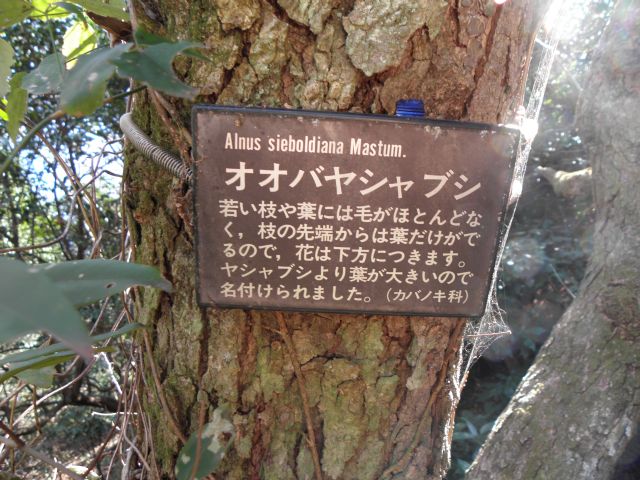 Alnus sieboldiana Mastum.
オオバヤシャブシ
若い枝や葉には毛がほとんどな
く，枝の先端からは葉だけがで
るので，花は下方につきます。
ヤシャブシより葉が大きいので
名付けられました。（カバノキ科）